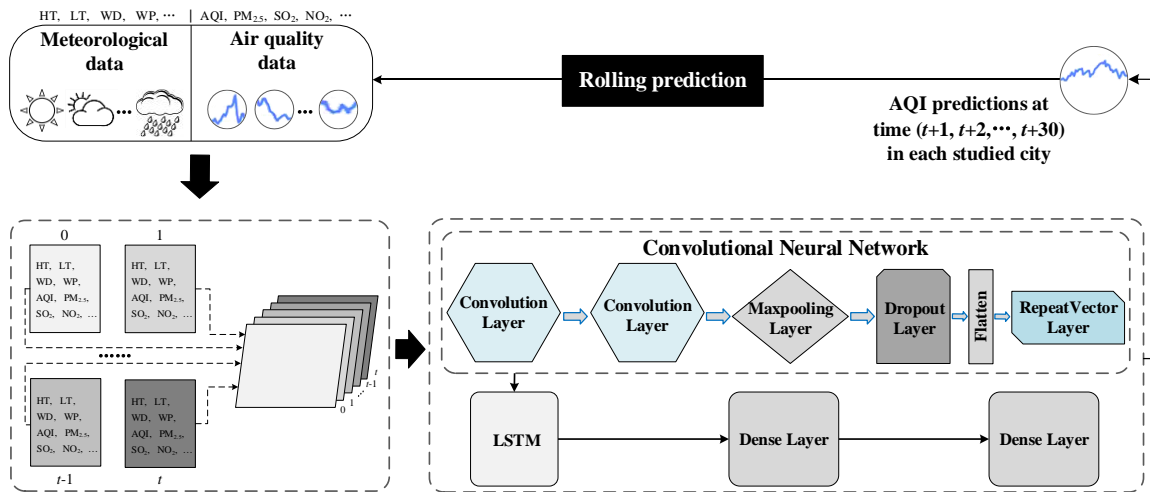 HT, LT, WD, WP, ··· | AQI, PM2.5, SO2, NO2, ···
Meteorological
data
Air quality
data
•••
•••
Rolling prediction
AQI predictions at
time (t+1, t+2,•••, t+30)
in each studied city
0
HT, LT,
WD, WP,
AQI, PM2.5,
SO2, NO2, ...
1
HT, LT,
WD, WP,
AQI, PM2.5,
SO2, NO2, ...
••••••
HT, LT,
WD, WP,
AQI, PM2.5,
SO2, NO2, ...
t-1
HT, LT,
WD, WP,
AQI, PM2.5,
SO2, NO2, ...
t
0
1
...
t-1
t
Convolutional Neural Network
Convolution
Layer
Convolution
Layer
Maxpooling
Layer
Dropout
Layer
Flatten
RepeatVector
Layer
LSTM
Dense Layer
Dense Layer